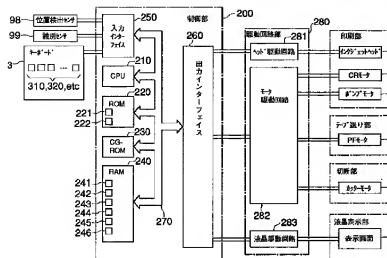 98
位置検出センサ
99
観測センサ
キーボード
3
310,320,etc
制御部
200
250
入力
インターフェイス
210
CPU
220
ROM
221
222
230
CG-
ROM
240
RAM
241
242
243
244
245
246
270
260
出力インターフェイス
駆動回路部
280
281
ヘッド駆動回路
モータ
駆動回路
282
283
液晶駆動回路
印刷部
インクジェットヘッド
CRモータ
ポンプモータ
テープ送り部
PFモータ
切断部
カッターモータ
液晶表示部
表示画面